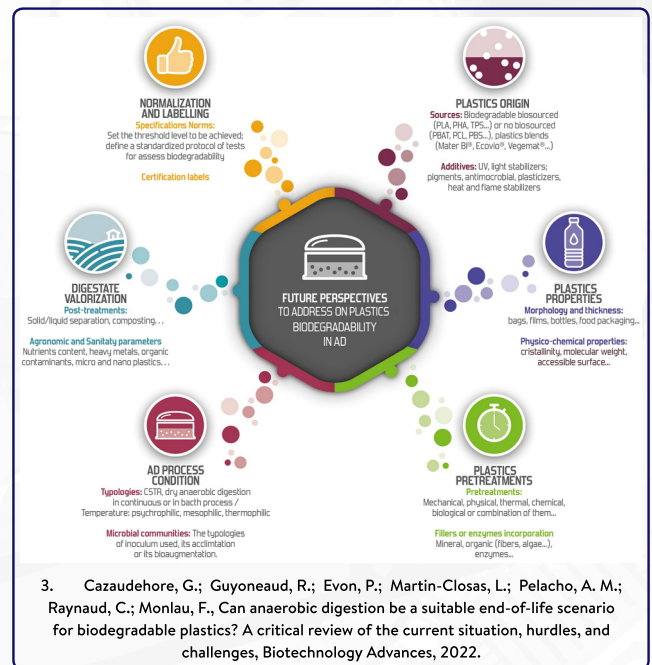 NORMALIZATION
AND LABELLING
Specifications Norms:
Set the threshold level to be achieved;
define a standardized protocol of tests
for assess biodegradability
Certification labels
PLASTICS ORIGIN
Sources: Biodegradable biosourced
(PLA, PHA, TPS...) or no biosourced
(PBAT, PCL, PBS...), plastics blends
(Mater Bi®, Ecovio®, Vegemat®...)
Additives: UV, light stabilizers;
pigments, antimicrobial, plasticizers,
heat and flame stabilizers
DIGESTATE
VALORIZATION
Post-treatments:
Solid/liquid separation, composting...
Agronomic and Sanitaty parameters
Nutrients content, heavy metals, organic
contaminants, micro and nano plastics...
FUTURE PERSPECTIVES
TO ADDRESS ON PLASTICS
BIODEGRADABILITY
IN AD
PLASTICS
PROPERTIES
Morphology and thickness:
bags, films, bottles, food packaging...
Physico-chemical properties:
cristallinity, molecular weight,
accessible surface...
AD PROCESS
CONDITION
Typologies: CSTR, dry anaerobic digestion
in continuous or in bacth process /
Temperature: psychrophilic, mesophilic, thermophilic
Microbial communities: The typologies
of inoculum used, its acclimtation
or its bioaugmentation.
PLASTICS
PRETREATMENTS
Pretreatments:
Mechanical, physical, thermal, chemical,
biological or combination of them...
Fillers or enzymes incorporation
Mineral, organic (fibers, algae...),
enzymes...
3. Cazaudehore, G.; Guyoneaud, R.; Evon, P.; Martin-Closas, L.; Pelacho, A. M.;
Raynaud, C.; Monlau, F., Can anaerobic digestion be a suitable end-of-life scenario
for biodegradable plastics? A critical review of the current situation, hurdles, and
challenges, Biotechnology Advances, 2022.